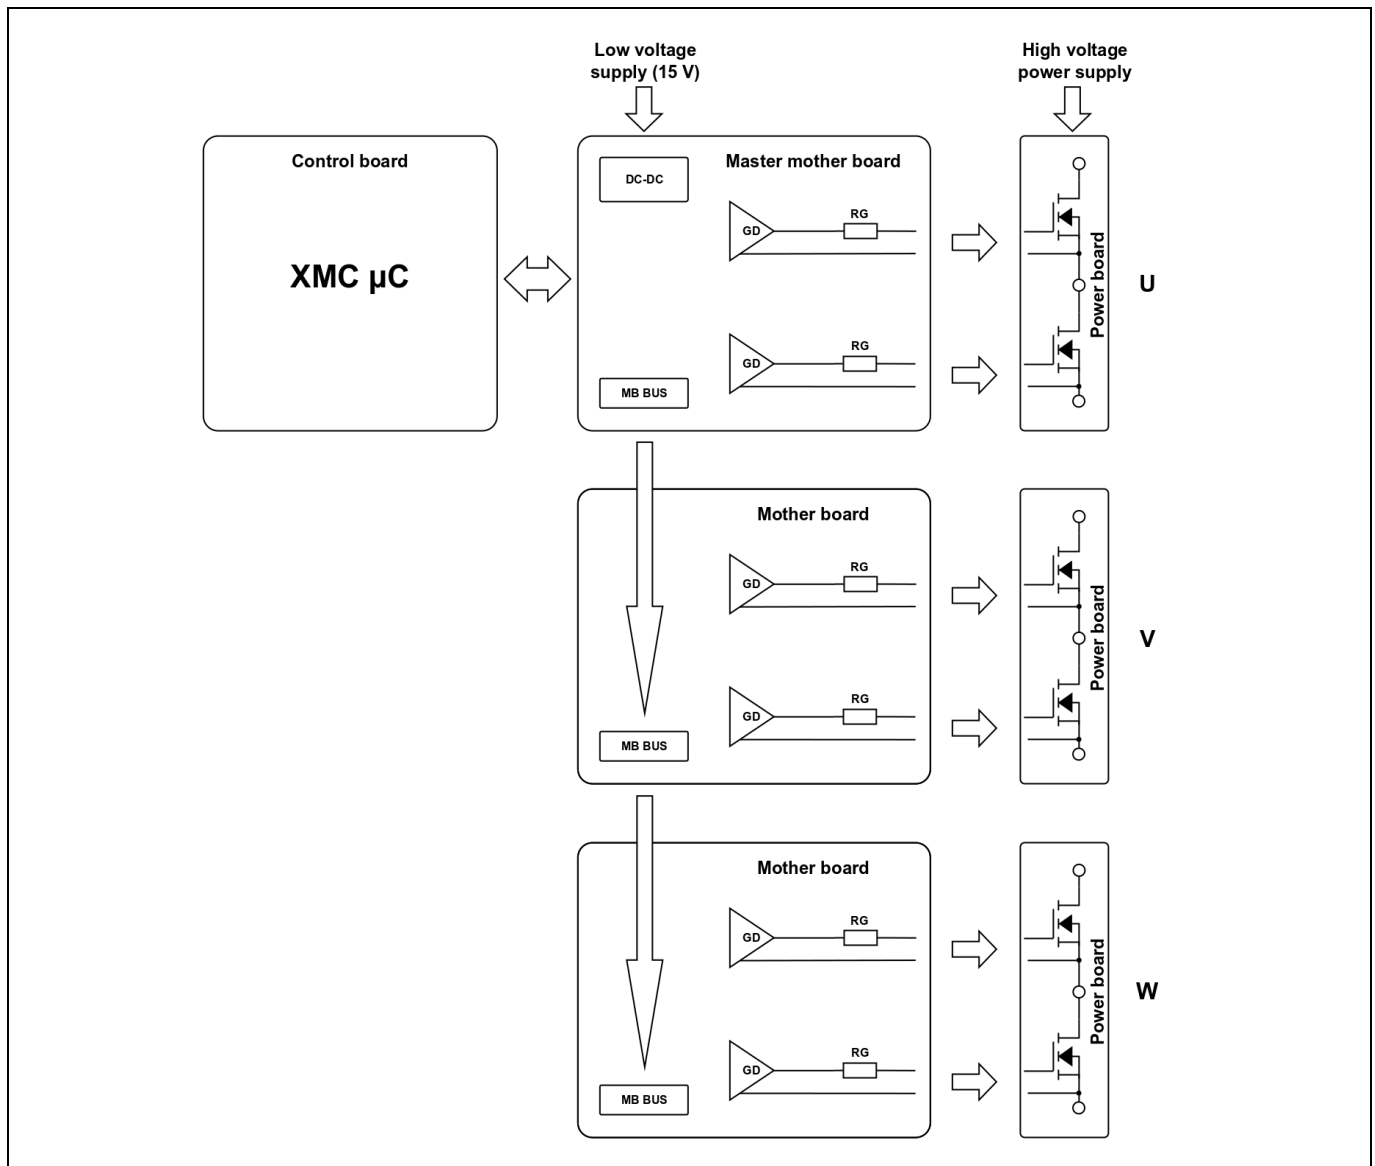 Low voltage
supply (15 V)
High voltage
power supply
Control board
XMC µC
Master mother board
DC-DC
GD
RG
GD
RG
MB BUS
Power board
U
Mother board
GD
RG
GD
RG
MB BUS
Power board
V
Mother board
GD
RG
GD
RG
MB BUS
Power board
W